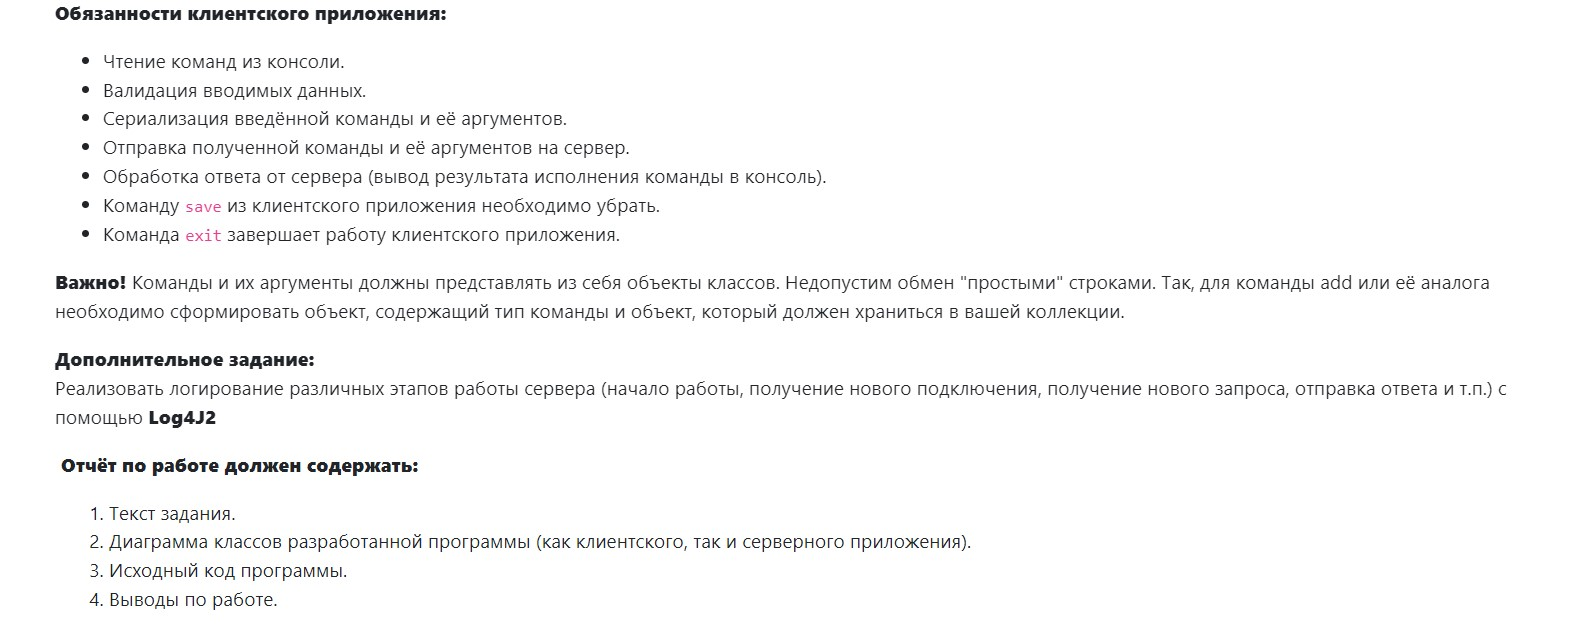 Обязанности клиентского приложения:
Чтение команд из консоли.
Валидация вводимых данных.
Сериализация введённой команды и её аргументов.
Отправка полученной команды и её аргументов на сервер.
Обработка ответа от сервера (вывод результата исполнения команды в консоль).
Команду save из клиентского приложения необходимо убрать.
Команда exit завершает работу клиентского приложения.
Важно! Команды и их аргументы должны представлять из себя объекты классов. Недопустим обмен "простыми" строками. Так, для команды add или её аналога
необходимо сформировать объект, содержащий тип команды и объект, который должен храниться в вашей коллекции.
Дополнительное задание:
Реализовать логирование различных этапов работы сервера (начало работы, получение нового подключения, получение нового запроса, отправка ответа и т.п.) с
помощью Log4J2
Отчёт по работе должен содержать:
1. Текст задания.
2. Диаграмма классов разработанной программы (как клиентского, так и серверного приложения).
3. Исходный код программы.
4. Выводы по работе.